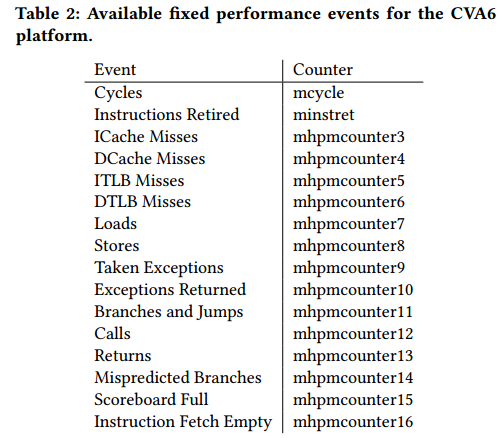 Table 2: Available fixed performance events for the CVA6
platform.
Event Counter
Cycles mcycle
Instructions Retired minstret
ICache Misses mhpmcounter3
DCache Misses mhpmcounter4
ITLB Misses mhpmcounter5
DTLB Misses mhpmcounter6
Loads mhpmcounter7
Stores mhpmcounter8
Taken Exceptions mhpmcounter9
Exceptions Returned mhpmcounter10
Branches and Jumps mhpmcounter11
Calls mhpmcounter12
Returns mhpmcounter13
Mispredicted Branches mhpmcounter14
Scoreboard Full mhpmcounter15
Instruction Fetch Empty mhpmcounter16